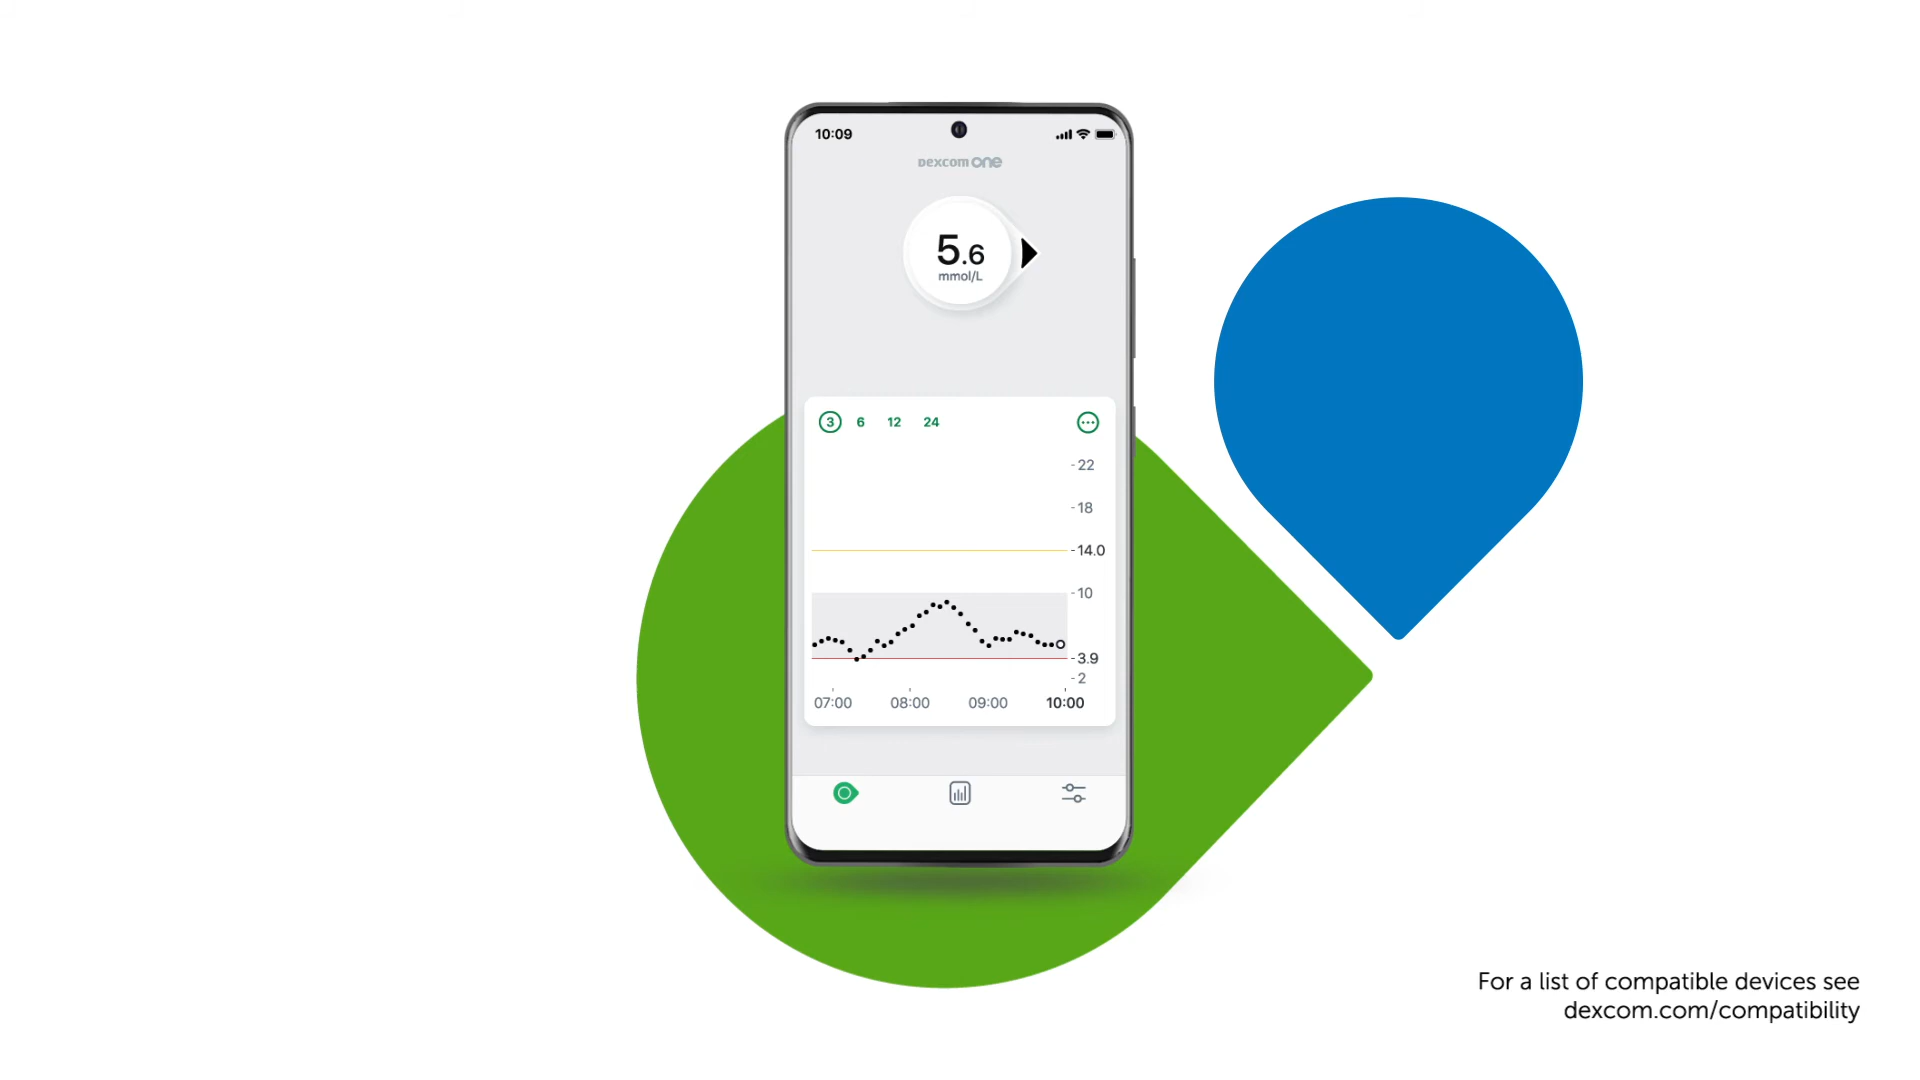 10:09
Dexcom ONE
5.6
mmol/L
3 6 12 24
22
18
14.0
10
3.9
2
07:00 08:00 09:00 10:00
For a list of compatible devices see
dexcom.com/compatibility